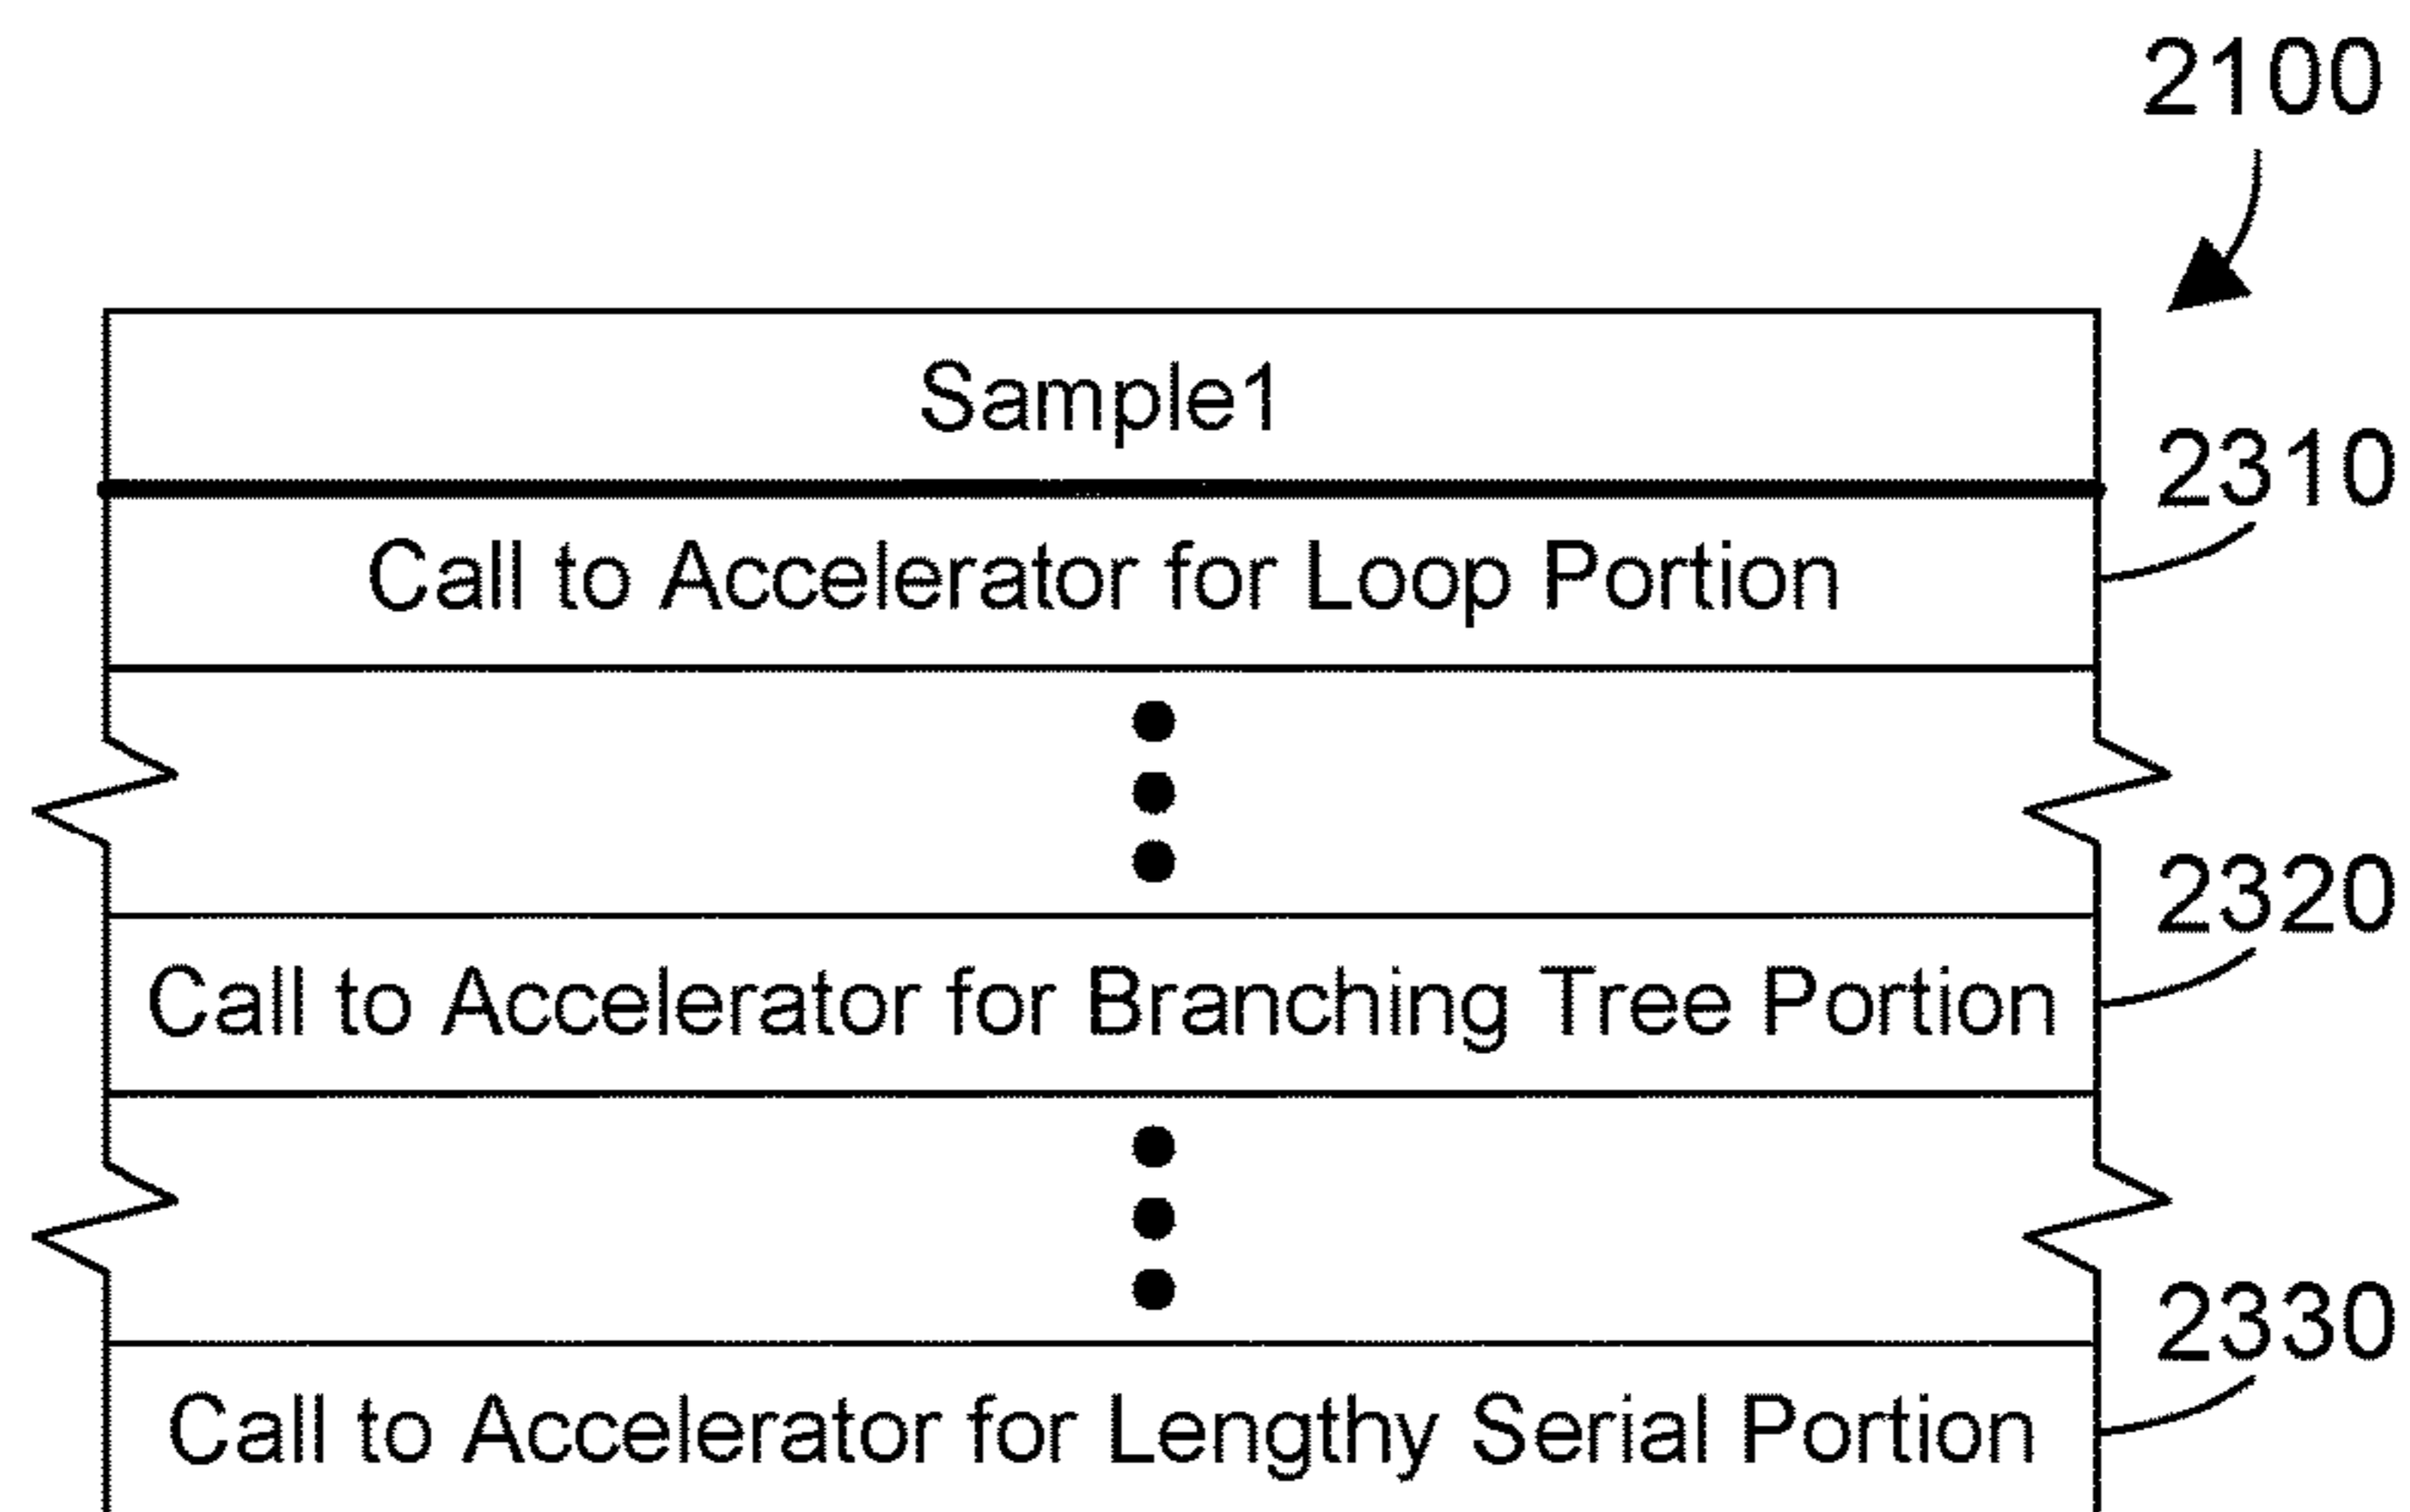 2100
Sample1
2310
Call to Accelerator for Loop Portion
2320
Call to Accelerator for Branching Tree Portion
2330
Call to Accelerator for Lengthy Serial Portion